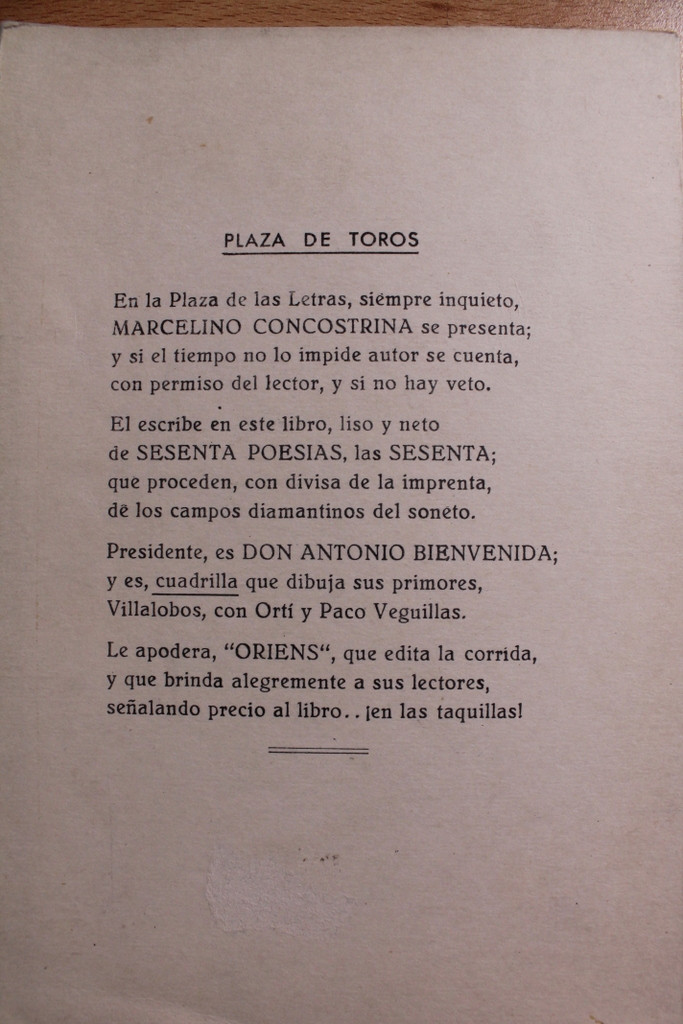 PLAZA DE TOROS
En la Plaza de las Letras, siempre inquieto,
MARCELINO CONCOSTRINA se presenta;
y si el tiempo no lo impide autor se cuenta,
con permiso del lector, y si no hay veto.
El escribe en este libro, liso y neto
de SESENTA POESIAS, las SESENTA;
que proceden, con divisa de la imprenta,
de los campos diamantinos del soneto.
Presidente, es DON ANTONIO BIENVENIDA;
y es, cuadrilla que dibuja sus primores,
Villalobos, con Ortí y Paco Veguillas.
Le apodera, “ORIENS“, que edita la corrida,
y que brinda alegremente a sus lectores,
señalando precio al libro.. ¡en las taquillas!